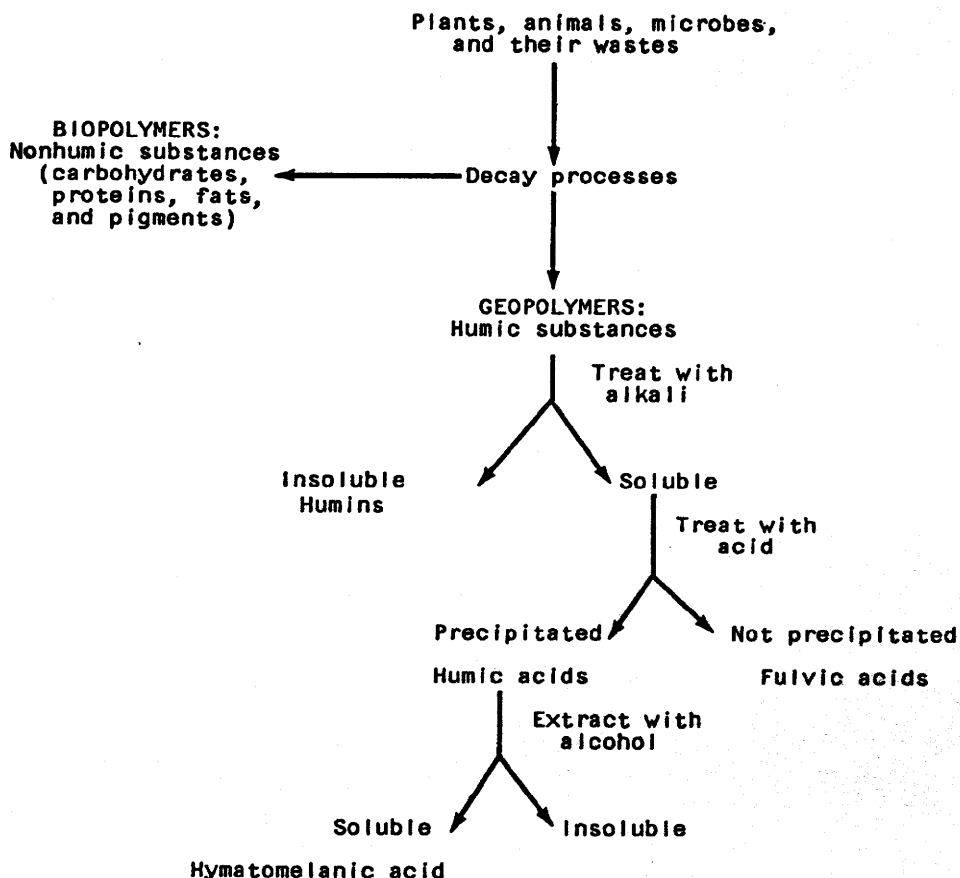 Plants, animals, microbes,
and their wastes
BIOPOLYMERS:
Nonhumic substances
(carbohydrates,
proteins, fats,
and pigments)
Decay processes
GEOPOLYMERS:
Humic substances
Treat with
alkali
Insoluble
Humins
Soluble
Treat with
acid
Precipitated
Humic acids
Not precipitated
Fulvic acids
Extract with
alcohol
Soluble
Hymatomelanic acid
Insoluble